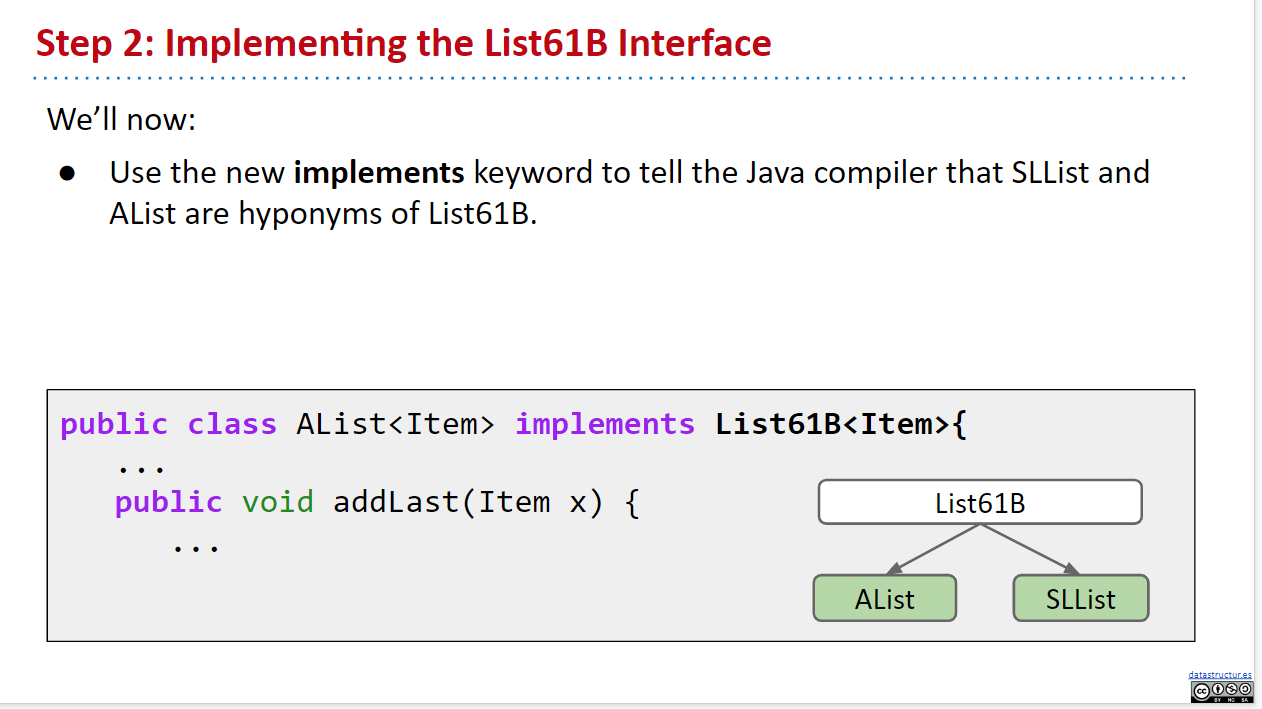 Step 2: Implementing the List61B Interface
We’ll now:
● Use the new implements keyword to tell the Java compiler that SLList and
AList are hyponyms of List61B.
public class AList<Item> implements List61B<Item>{
...
public void addLast(Item x) {
...
List61B
AList
SLList
datastructur.es
cc
BY NC SA